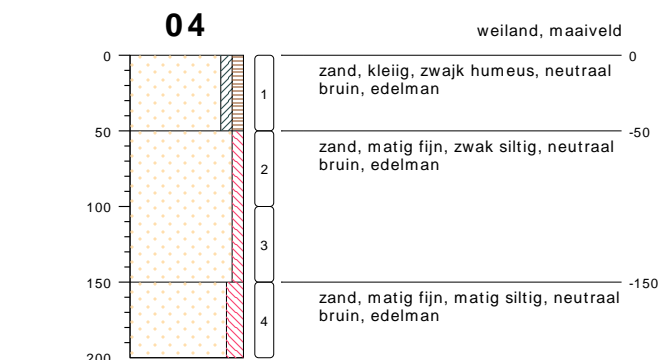 04
weiland, maaiveld
0
0
zand, kleiig, zwajk humeus, neutraal
bruin, edelman
1
50
-50
zand, matig fijn, zwak siltig, neutraal
bruin, edelman
2
100
3
150
-150
zand, matig fijn, matig siltig, neutraal
bruin, edelman
4
200